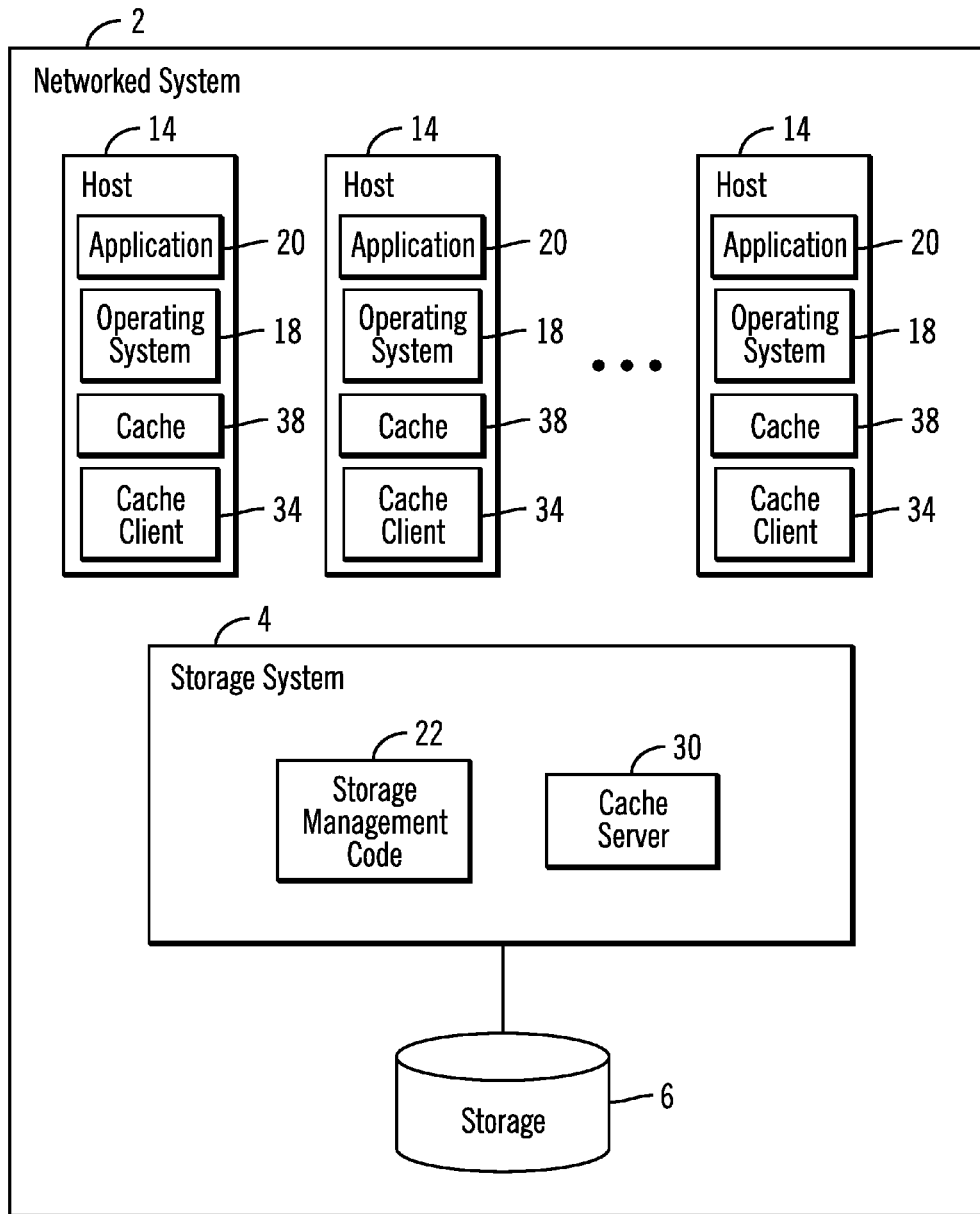 2
Networked System
14
Host
Application
20
Operating
System
18
Cache
38
Cache
Client
34
14
Host
Application
20
Operating
System
18
Cache
38
Cache
Client
34
14
Host
Application
20
Operating
System
18
Cache
38
Cache
Client
34
4
Storage System
22
Storage
Management
Code
30
Cache
Server
Storage
6